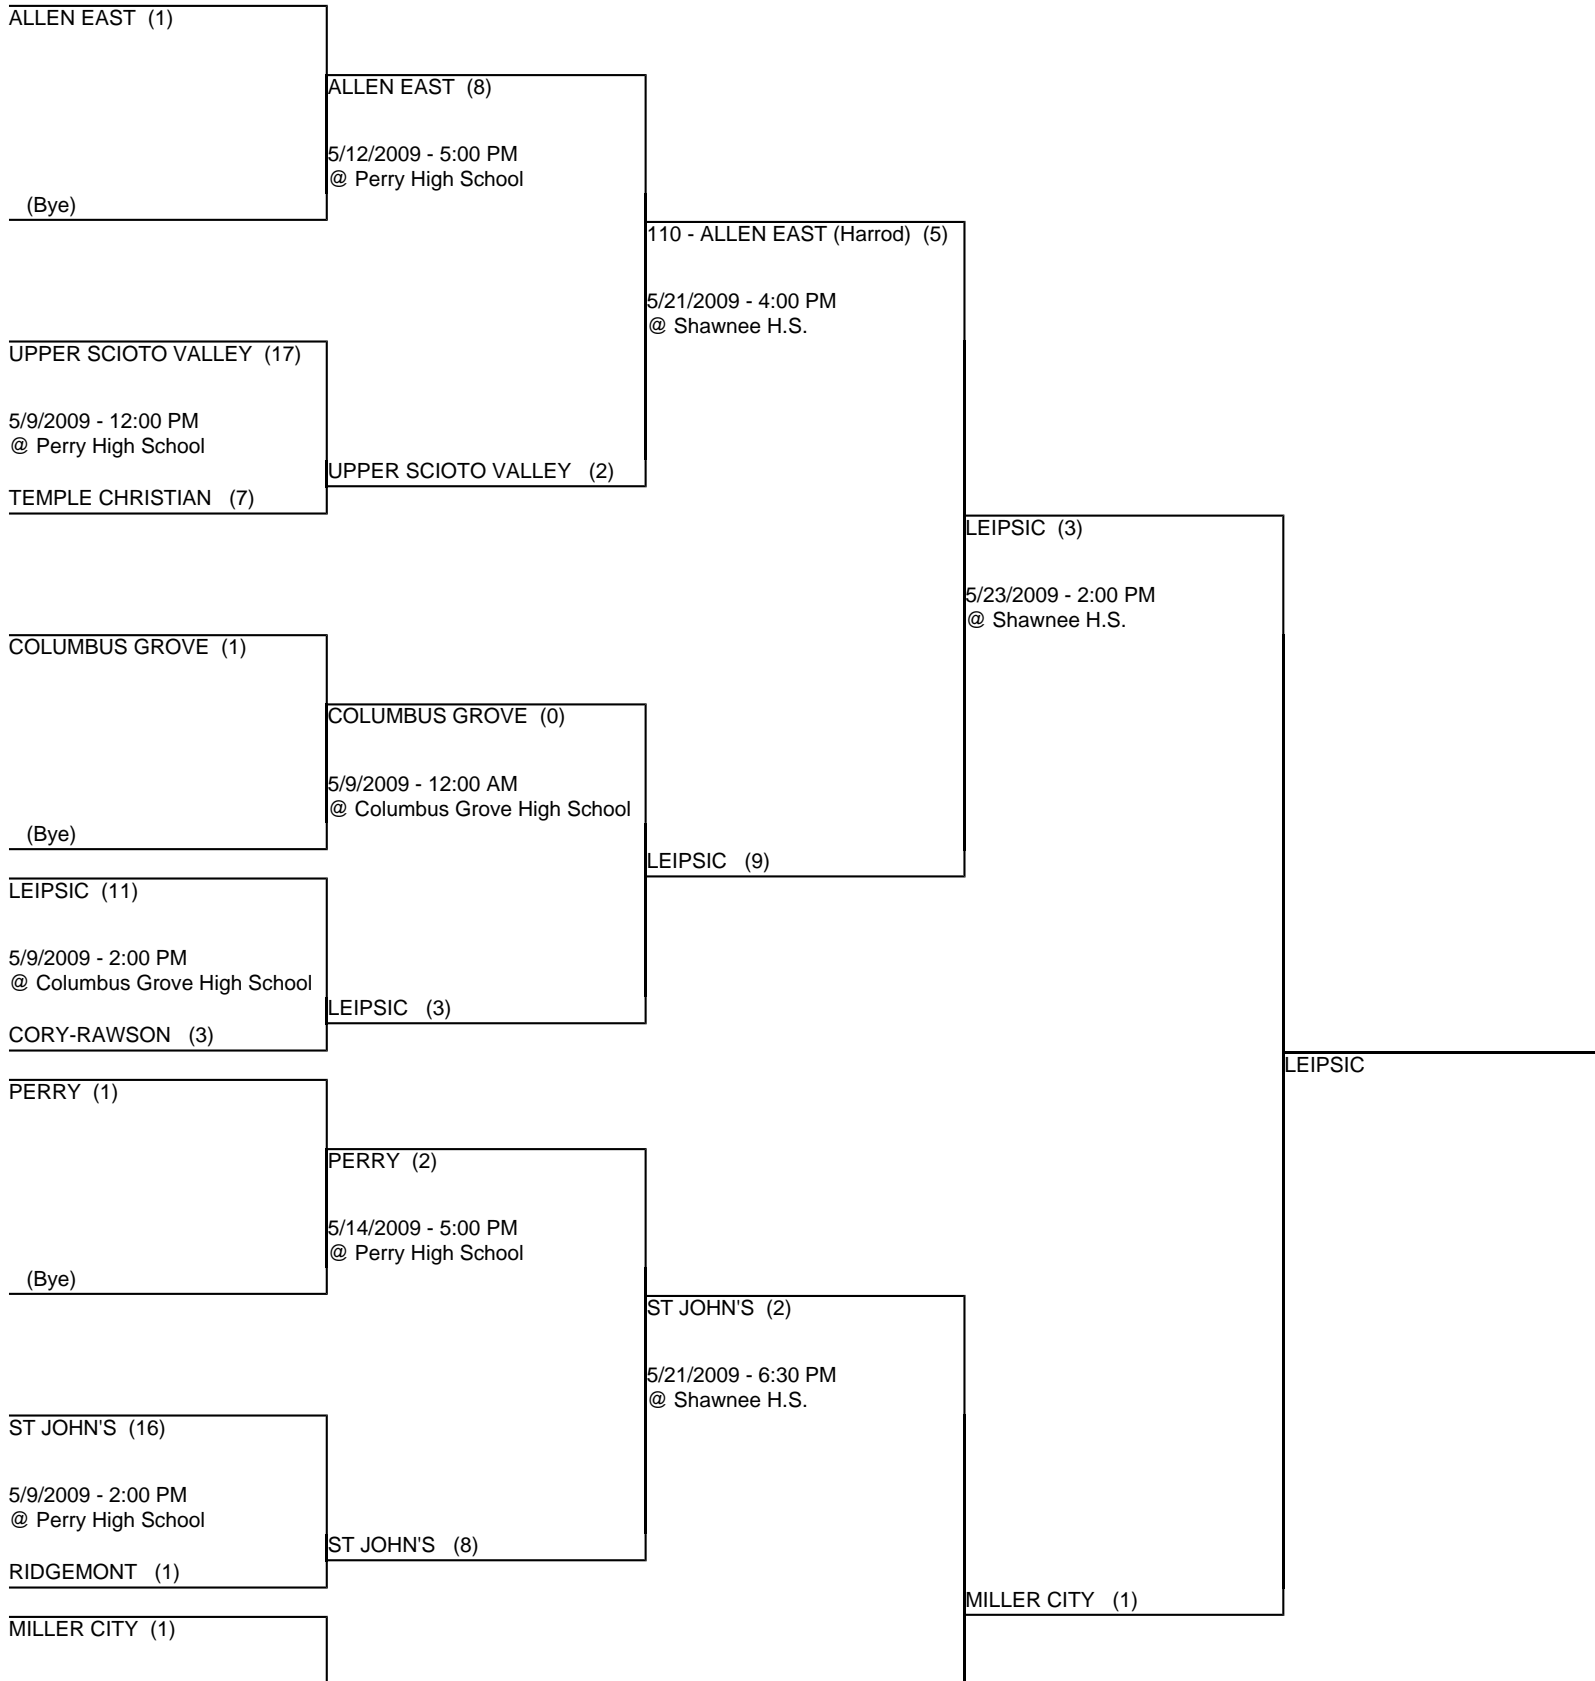 ALLEN EAST (1)
ALLEN EAST (8)
5/12/2009 - 5:00 PM
@ Perry High School
(Bye)
110 - ALLEN EAST (Harrod) (5)
5/21/2009 - 4:00 PM
@ Shawnee H.S.
UPPER SCIOTO VALLEY (17)
5/9/2009 - 12:00 PM
@ Perry High School
UPPER SCIOTO VALLEY (2)
TEMPLE CHRISTIAN (7)
LEIPSIC (3)
5/23/2009 - 2:00 PM
@ Shawnee H.S.
COLUMBUS GROVE (1)
COLUMBUS GROVE (0)
5/9/2009 - 12:00 AM
@ Columbus Grove High School
(Bye)
LEIPSIC (9)
LEIPSIC (11)
5/9/2009 - 2:00 PM
@ Columbus Grove High School
LEIPSIC (3)
CORY-RAWSON (3)
LEIPSIC
PERRY (1)
PERRY (2)
5/14/2009 - 5:00 PM
@ Perry High School
(Bye)
ST JOHN'S (2)
5/21/2009 - 6:30 PM
@ Shawnee H.S.
ST JOHN'S (16)
5/9/2009 - 2:00 PM
@ Perry High School
ST JOHN'S (8)
RIDGEMONT (1)
MILLER CITY (1)
MILLER CITY (1)